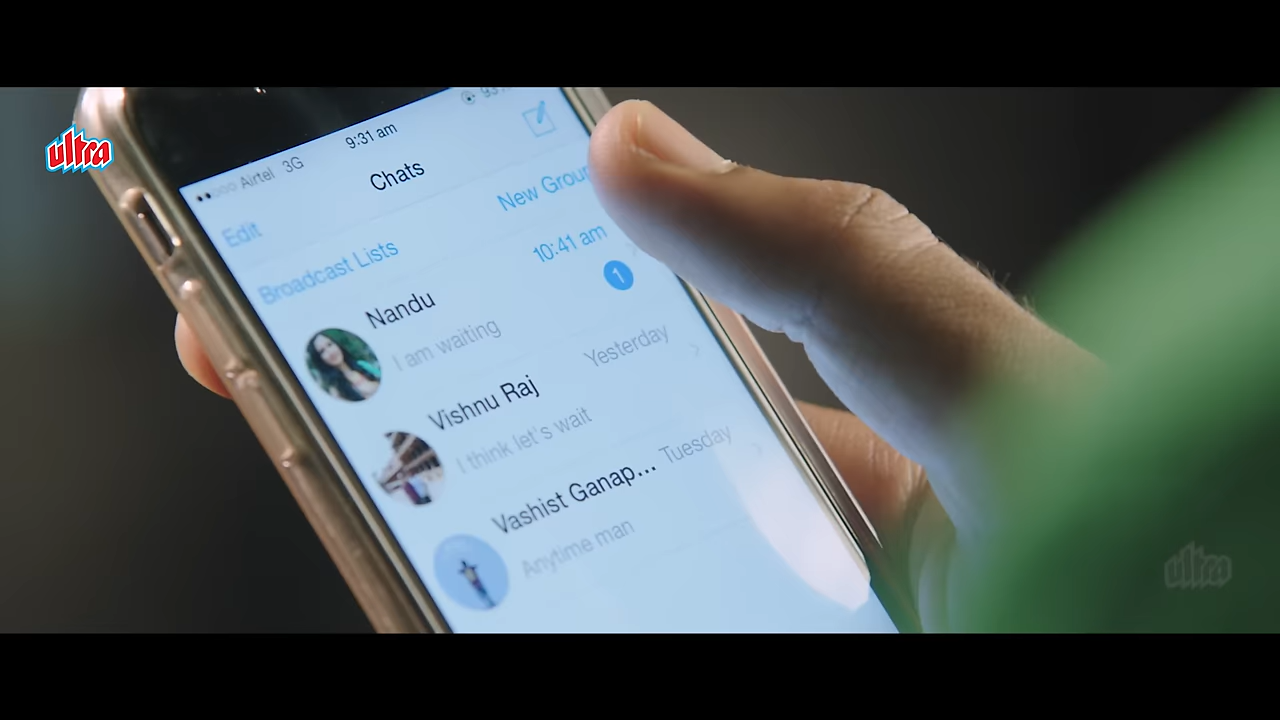 ultra
Airtel 3G 9:31 am
Chats
Edit
New Grou
Broadcast Lists
Nandu 10:41 am
I am waiting 1
Vishnu Raj Yesterday
I think let's wait
Vashist Ganap... Tuesday
Anytime man
ultra